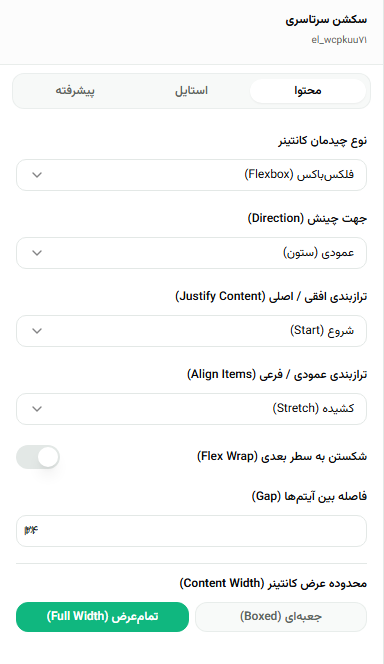 سکشن سرتاسری
el_wcpkuu۷۱
محتوا
استایل
پیشرفته
نوع چیدمان کانتینر
فلکس‌باکس (Flexbox)
جهت چینش (Direction)
عمودی (ستون)
ترازبندی افقی / اصلی (Justify Content)
شروع (Start)
ترازبندی عمودی / فرعی (Align Items)
کشیده (Stretch)
شکستن به سطر بعدی (Flex Wrap)
فاصله بین آیتم‌ها (Gap)
محدوده عرض کانتینر (Content Width)
جعبه‌ای (Boxed)
تمام‌عرض (Full Width)